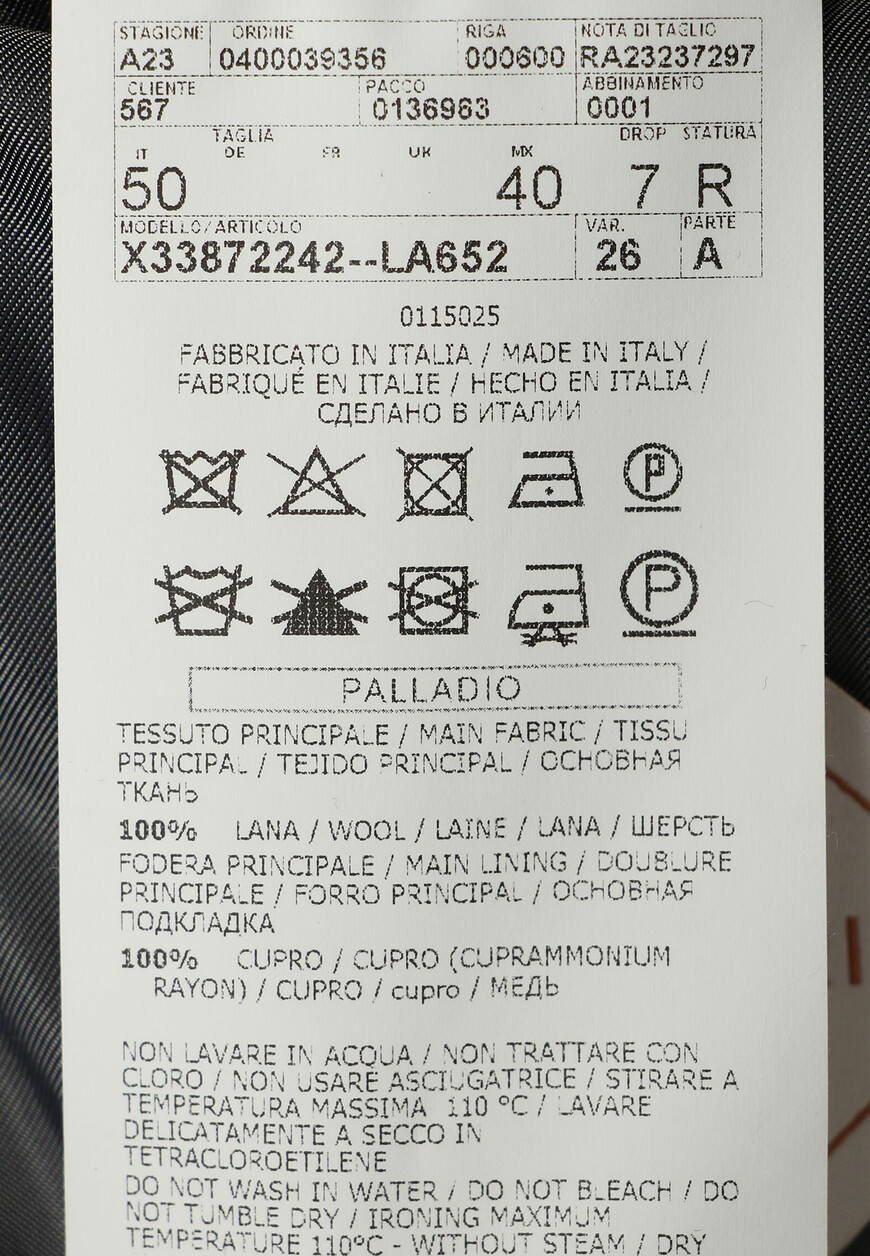 STAGIONE ORDINE RIGA NOTA DI TAGLIO
A23 0400039356 000600 RA23237297
CLIENTE PACCO ABBINAMENTO
567 0136963 0001
TAGLIA DROP STATURA
IT DE FR UK MX
50 40 7 R
MODELLO/ARTICOLO VAR. PARTE
X33872242--LA652 26 A
0115025
FABBRICATO IN ITALIA / MADE IN ITALY /
FABRIQUÉ EN ITALIE / HECHO EN ITALIA /
СДЕЛАНО В ИТАЛИИ
P
P
PALLADIO
TESSUTO PRINCIPALE / MAIN FABRIC / TISSU
PRINCIPAL / TEJIDO PRINCIPAL / ОСНОВНАЯ
ТКАНЬ
100% LANA / WOOL / LAINE / LANA / ШЕРСТЬ
FODERA PRINCIPALE / MAIN LINING / DOUBLURE
PRINCIPALE / FORRO PRINCIPAL / ОСНОВНАЯ
ПОДКЛАДКА
100% CUPRO / CUPRO (CUPRAMMONIUM
RAYON) / CUPRO / cupro / МЕДЬ
NON LAVARE IN ACQUA / NON TRATTARE CON
CLORO / NON USARE ASCIUGATRICE / STIRARE A
TEMPERATURA MASSIMA 110 °C / LAVARE
DELICATAMENTE A SECCO IN
TETRACLOROETILENE
DO NOT WASH IN WATER / DO NOT BLEACH / DO
NOT TUMBLE DRY / IRONING MAXIMUM
TEMPERATURE 110°C - WITHOUT STEAM / DRY